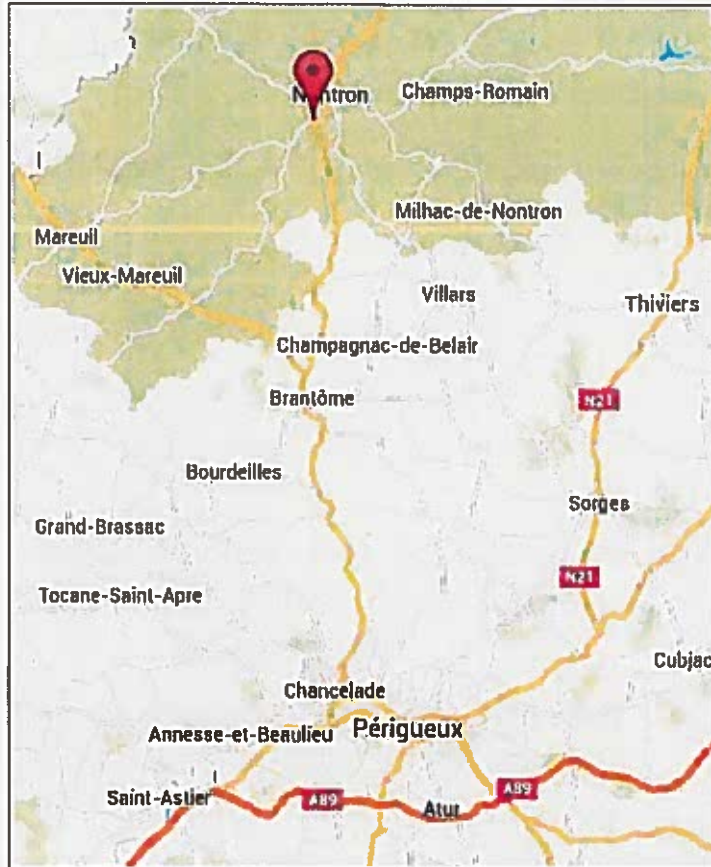 Nontron
Champs-Romain
Milhac-de-Nontron
Mareuil
Vieux-Mareuil
Villars
Thiviers
Champagnac-de-Belair
Brantôme
N21
Bourdeilles
Sorges
Grand-Brassac
N21
Tocane-Saint-Apre
Cubjac
Chancelade
Annesse-et-Beaulieu
Périgueux
Saint-Astier
A89
Atur
A89